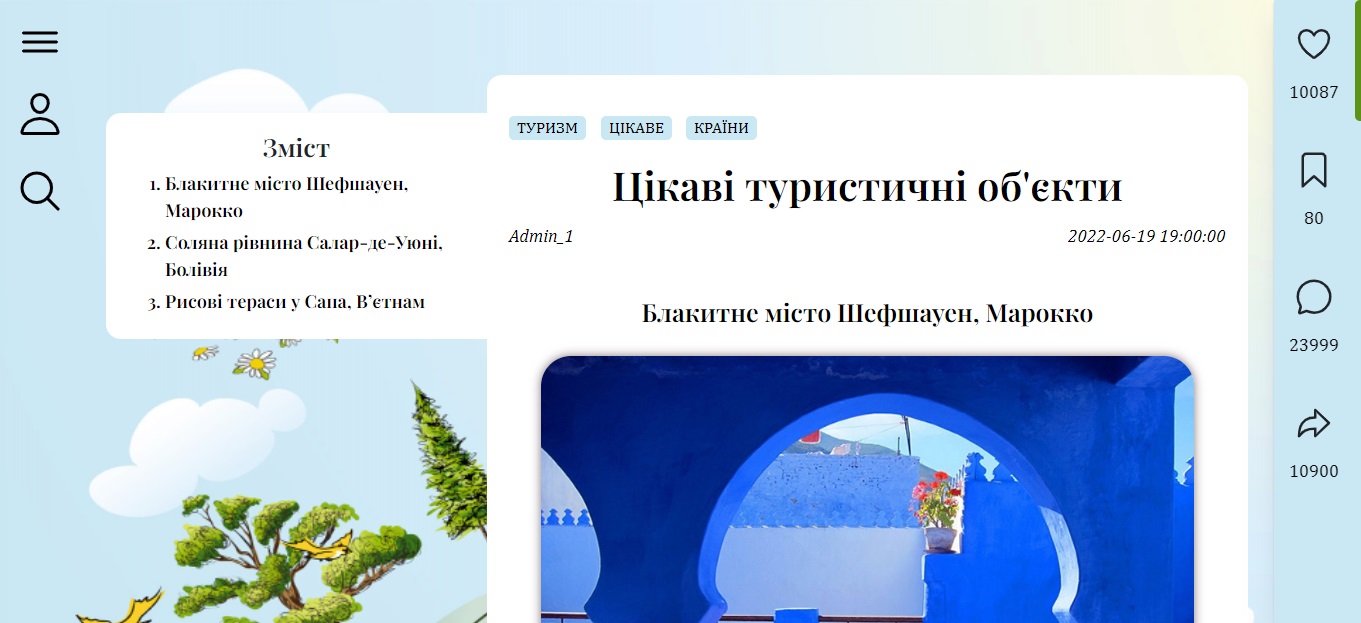 Зміст
1. Блакитне місто Шефшауен,
Марокко
2. Соляна рівнина Салар-де-Уюні,
Болівія
3. Рисові тераси у Сапа, В’єтнам
ТУРИЗМ ЦІКАВЕ КРАЇНИ
Цікаві туристичні об'єкти
Admin_1 2022-06-19 19:00:00
Блакитне місто Шефшауен, Марокко
10087
80
23999
10900